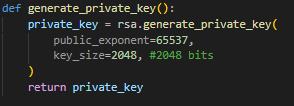 def generate_private_key():
    private_key = rsa.generate_private_key(
        public_exponent=65537,
        key_size=2048, #2048 bits
    )
    return private_key